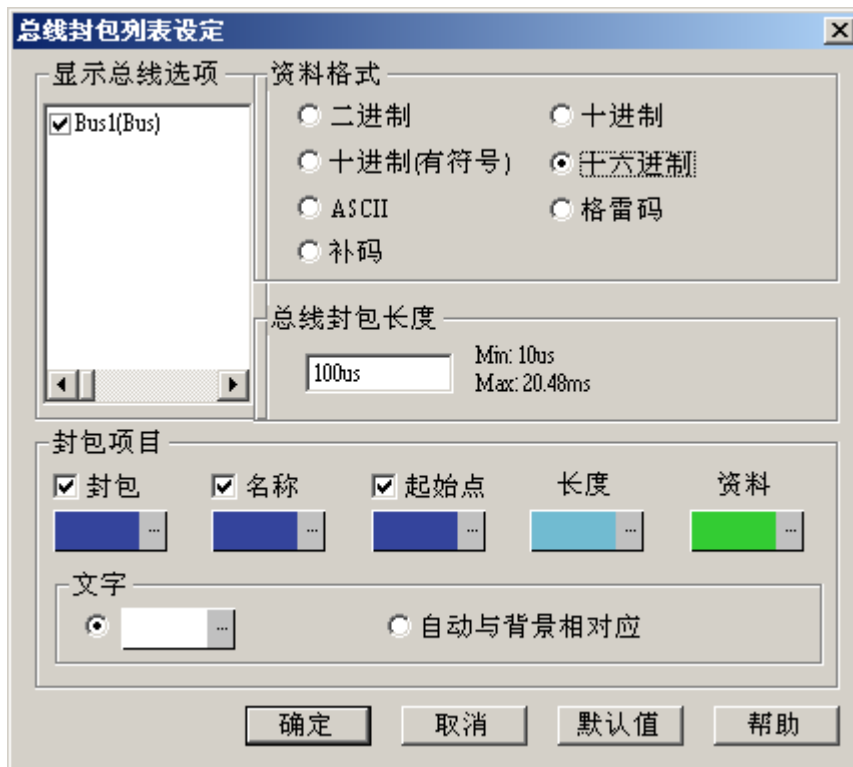 总线封包列表设定
显示总线选项
Bus1(Bus)
资料格式
二进制
十进制
十进制(有符号)
十六进制
ASCII
格雷码
补码
总线封包长度
100us
Min: 10us
Max: 20.48ms
封包项目
封包
名称
起始点
长度
资料
...
...
...
...
...
文字
...
自动与背景相对应
确定
取消
默认值
帮助